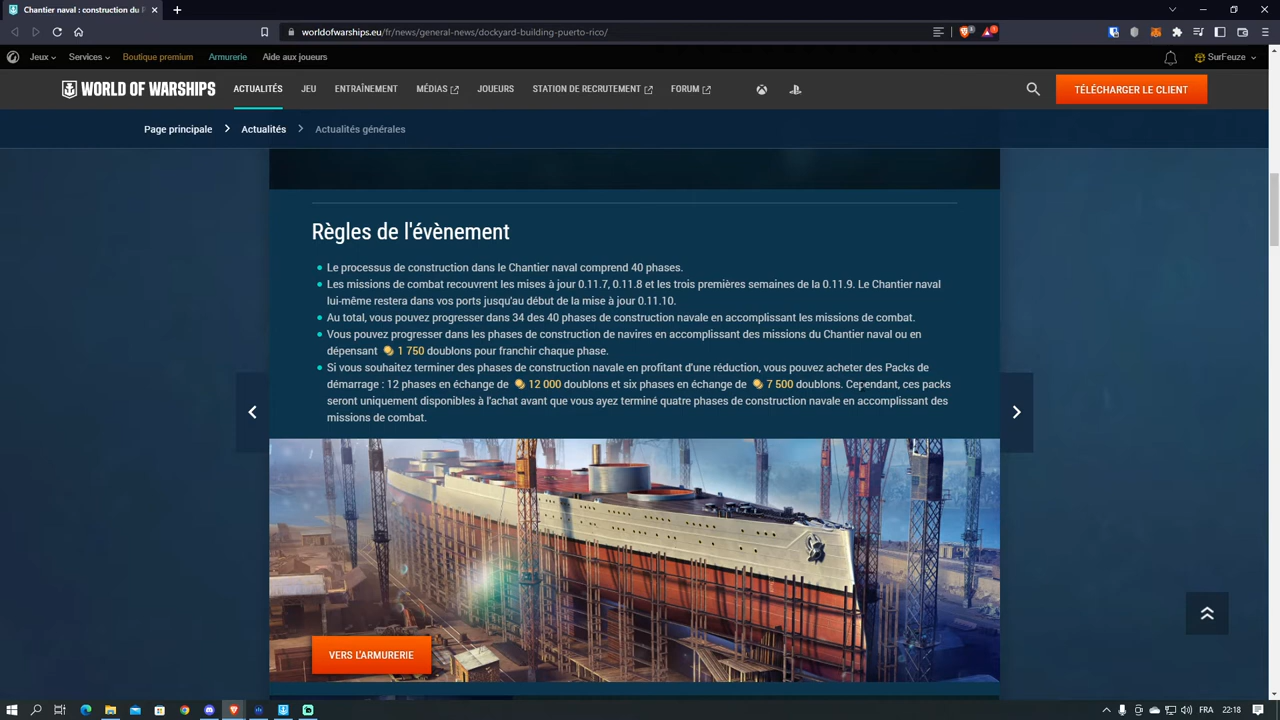 Chantier naval : construction du P
worldofwarships.eu/fr/news/general-news/dockyard-building-puerto-rico/
Jeux
Services
Boutique premium
Armurerie
Aide aux joueurs
SurFeuze
WORLD OF WARSHIPS
ACTUALITÉS
JEU
ENTRAÎNEMENT
MÉDIAS
JOUEURS
STATION DE RECRUTEMENT
FORUM
TÉLÉCHARGER LE CLIENT
Page principale
Actualités
Actualités générales
Règles de l'évènement
Le processus de construction dans le Chantier naval comprend 40 phases.
Les missions de combat recouvrent les mises à jour 0.11.7, 0.11.8 et les trois premières semaines de la 0.11.9. Le Chantier naval
lui-même restera dans vos ports jusqu'au début de la mise à jour 0.11.10.
Au total, vous pouvez progresser dans 34 des 40 phases de construction navale en accomplissant les missions de combat.
Vous pouvez progresser dans les phases de construction de navires en accomplissant des missions du Chantier naval ou en
dépensant 1 750 doublons pour franchir chaque phase.
Si vous souhaitez terminer des phases de construction navale en profitant d'une réduction, vous pouvez acheter des Packs de
démarrage : 12 phases en échange de 12 000 doublons et six phases en échange de 7 500 doublons. Cependant, ces packs
seront uniquement disponibles à l'achat avant que vous ayez terminé quatre phases de construction navale en accomplissant des
missions de combat.
VERS L'ARMURERIE
FRA
22:18